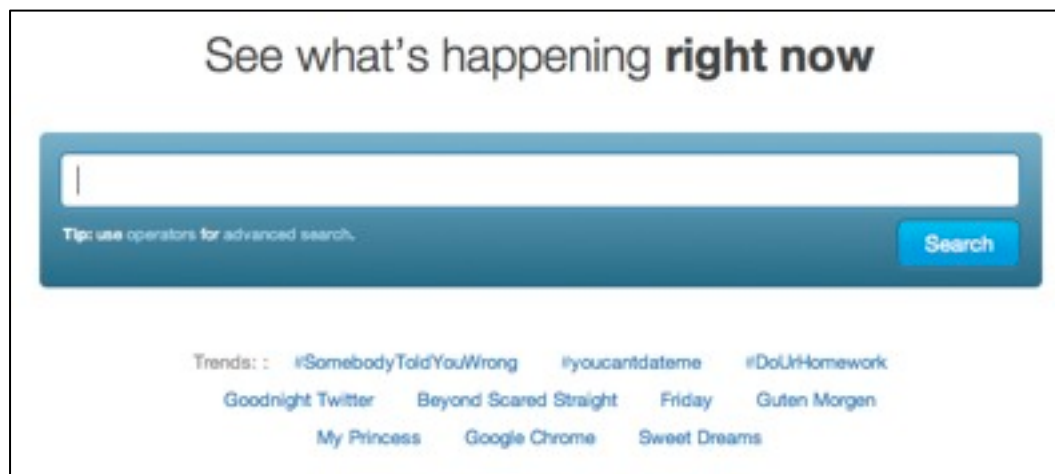 See what's happening right now
Tip: use operators for advanced search.
Search
Trends: : #SomebodyToldYouWrong #youcantdateme #DoUrHomework
Goodnight Twitter Beyond Scared Straight Friday Guten Morgen
My Princess Google Chrome Sweet Dreams